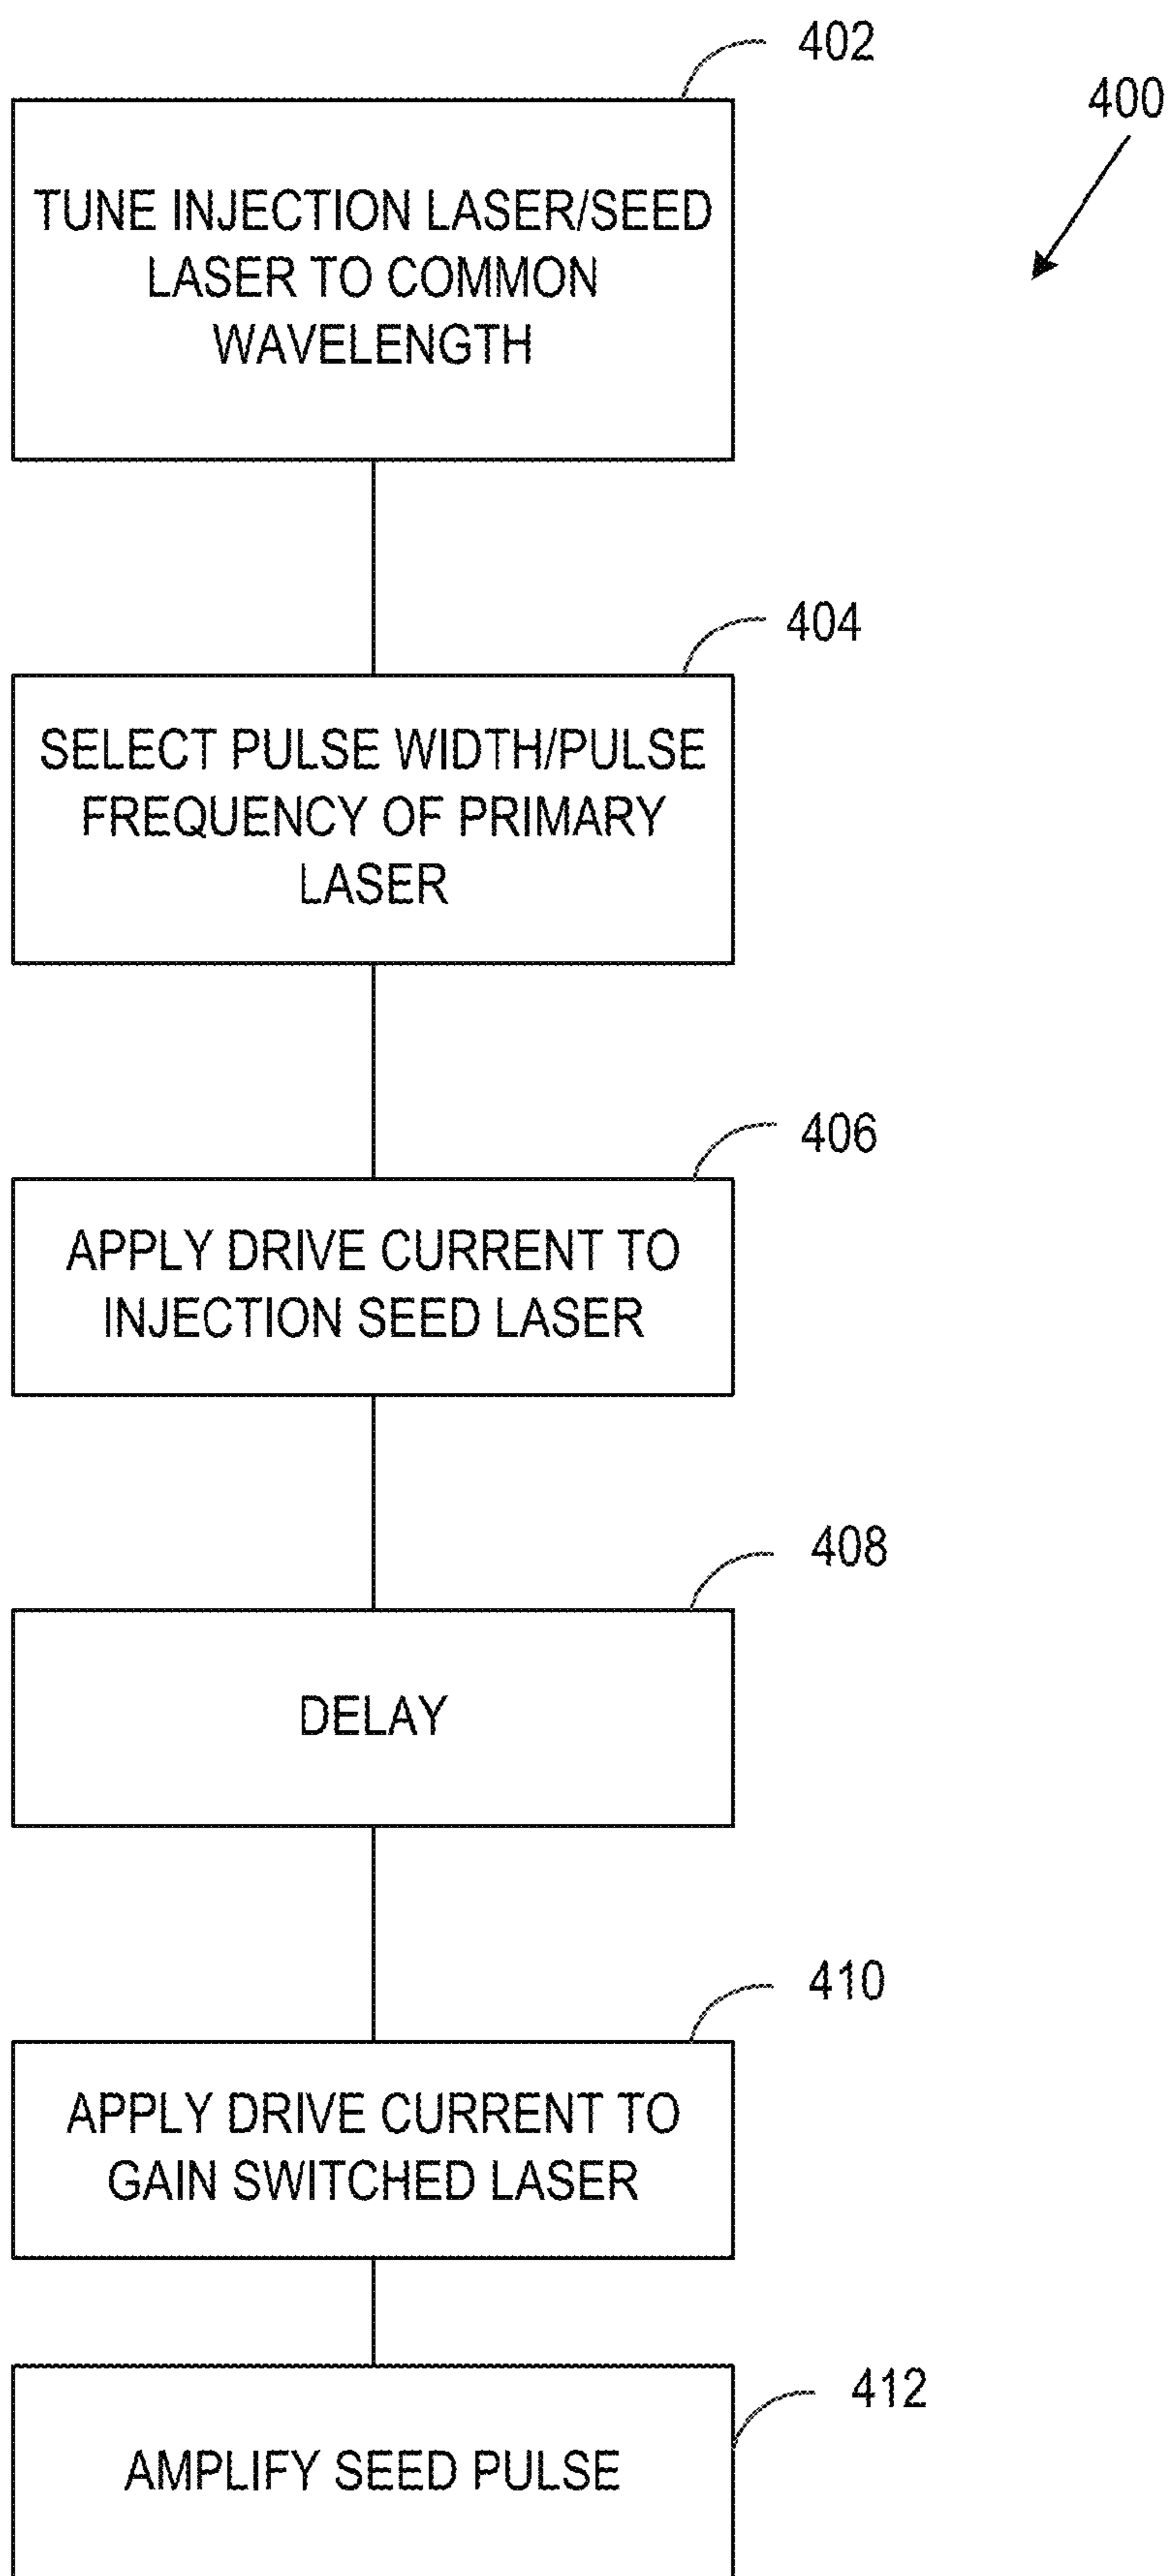 402
400
TUNE INJECTION LASER/SEED
LASER TO COMMON
WAVELENGTH
404
SELECT PULSE WIDTH/PULSE
FREQUENCY OF PRIMARY
LASER
406
APPLY DRIVE CURRENT TO
INJECTION SEED LASER
408
DELAY
410
APPLY DRIVE CURRENT TO
GAIN SWITCHED LASER
412
AMPLIFY SEED PULSE